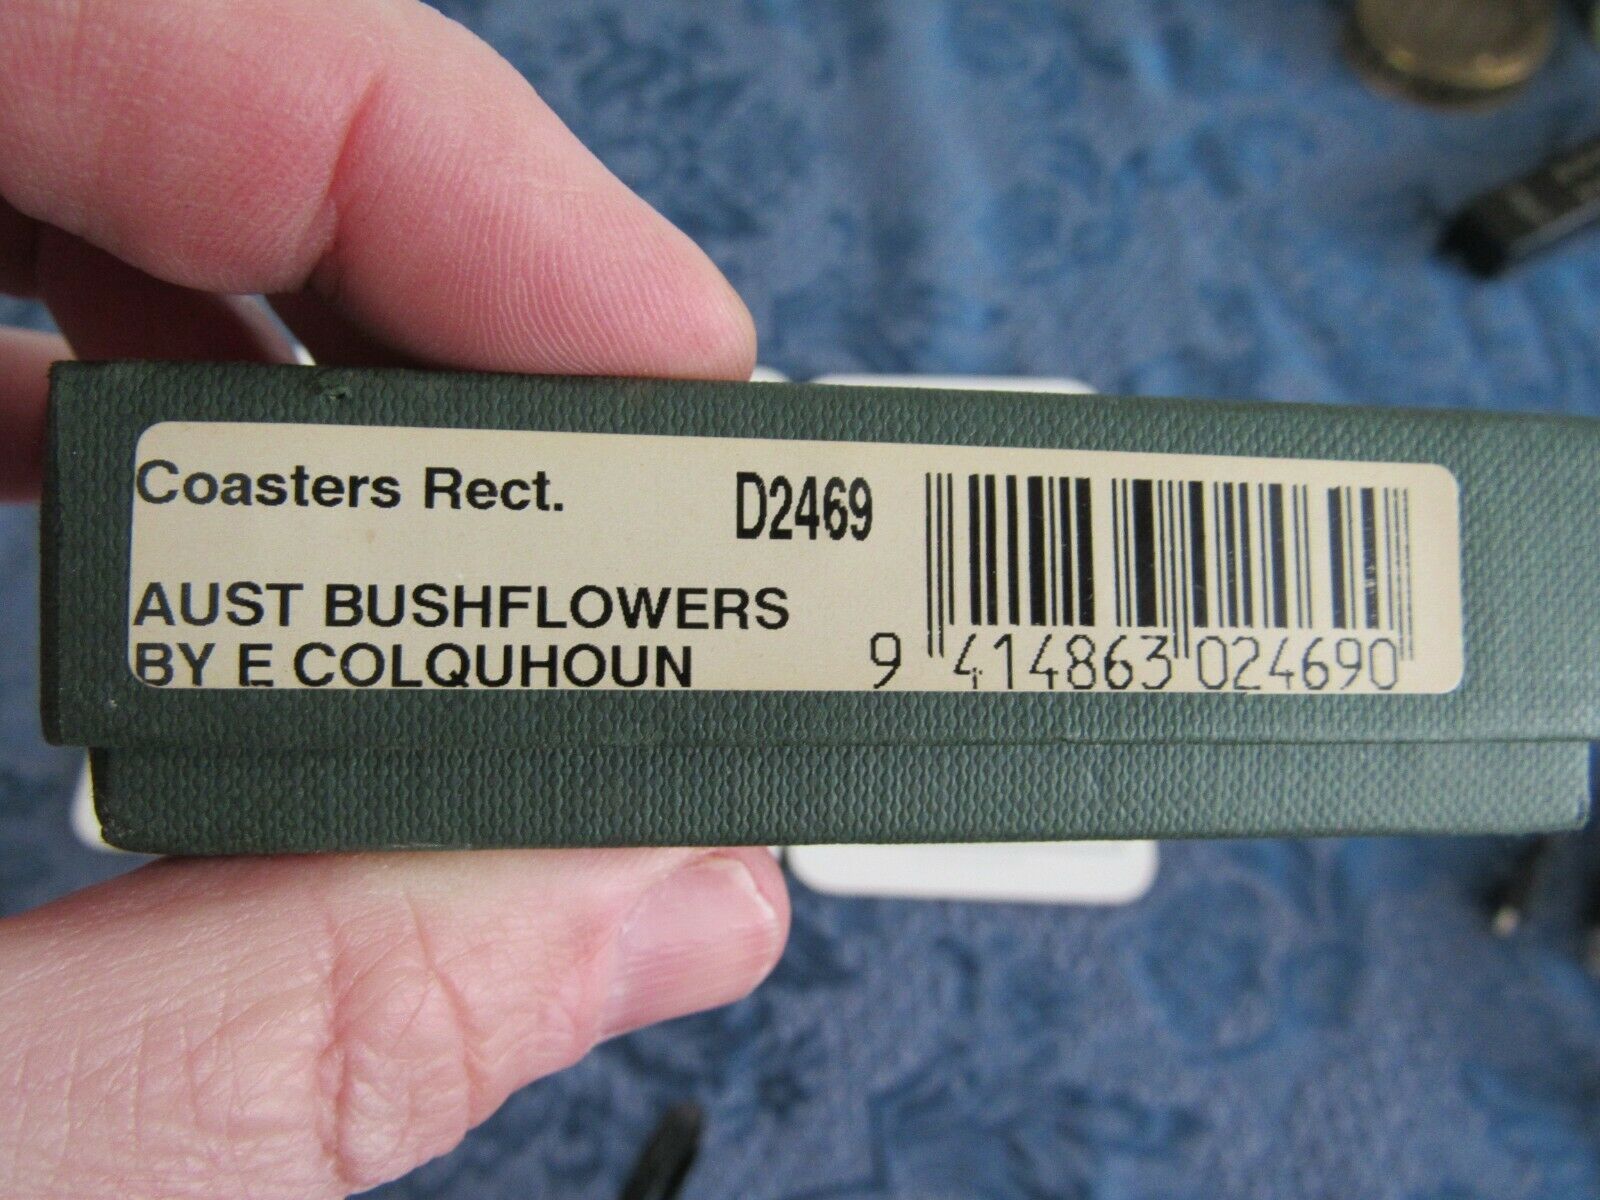 Coasters Rect. D2469
AUST BUSHFLOWERS
BY E COLQUHOUN
9 414863 024690